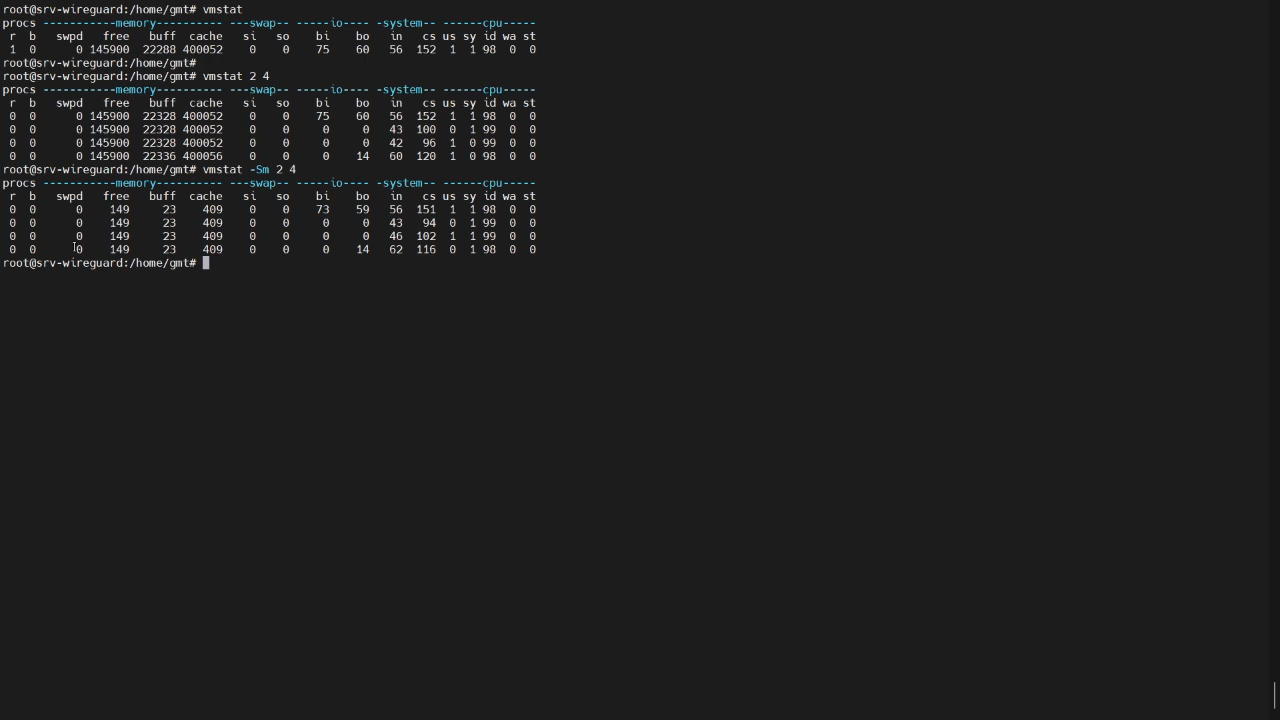 root@srv-wireguard:/home/gmt# vmstat
procs -----------memory---------- ---swap-- -----io---- -system-- ------cpu-----
 r  b   swpd   free   buff  cache   si   so    bi    bo   in   cs us sy id wa st
 1  0      0 145900  22288 400052    0    0    75    60   56  152  1  1 98  0  0
root@srv-wireguard:/home/gmt#
root@srv-wireguard:/home/gmt# vmstat 2 4
procs -----------memory---------- ---swap-- -----io---- -system-- ------cpu-----
 r  b   swpd   free   buff  cache   si   so    bi    bo   in   cs us sy id wa st
 0  0      0 145900  22328 400052    0    0    75    60   56  152  1  1 98  0  0
 0  0      0 145900  22328 400052    0    0     0     0   43  100  0  1 99  0  0
 0  0      0 145900  22328 400052    0    0     0     0   42   96  1  0 99  0  0
 0  0      0 145900  22336 400056    0    0     0    14   60  120  1  0 98  0  0
root@srv-wireguard:/home/gmt# vmstat -Sm 2 4
procs -----------memory---------- ---swap-- -----io---- -system-- ------cpu-----
 r  b   swpd   free   buff  cache   si   so    bi    bo   in   cs us sy id wa st
 0  0      0    149     23    409    0    0    73    59   56  151  1  1 98  0  0
 0  0      0    149     23    409    0    0     0     0   43   94  0  1 99  0  0
 0  0      0    149     23    409    0    0     0     0   46  102  1  1 99  0  0
 0  0      0    149     23    409    0    0     0    14   62  116  0  1 98  0  0
root@srv-wireguard:/home/gmt#